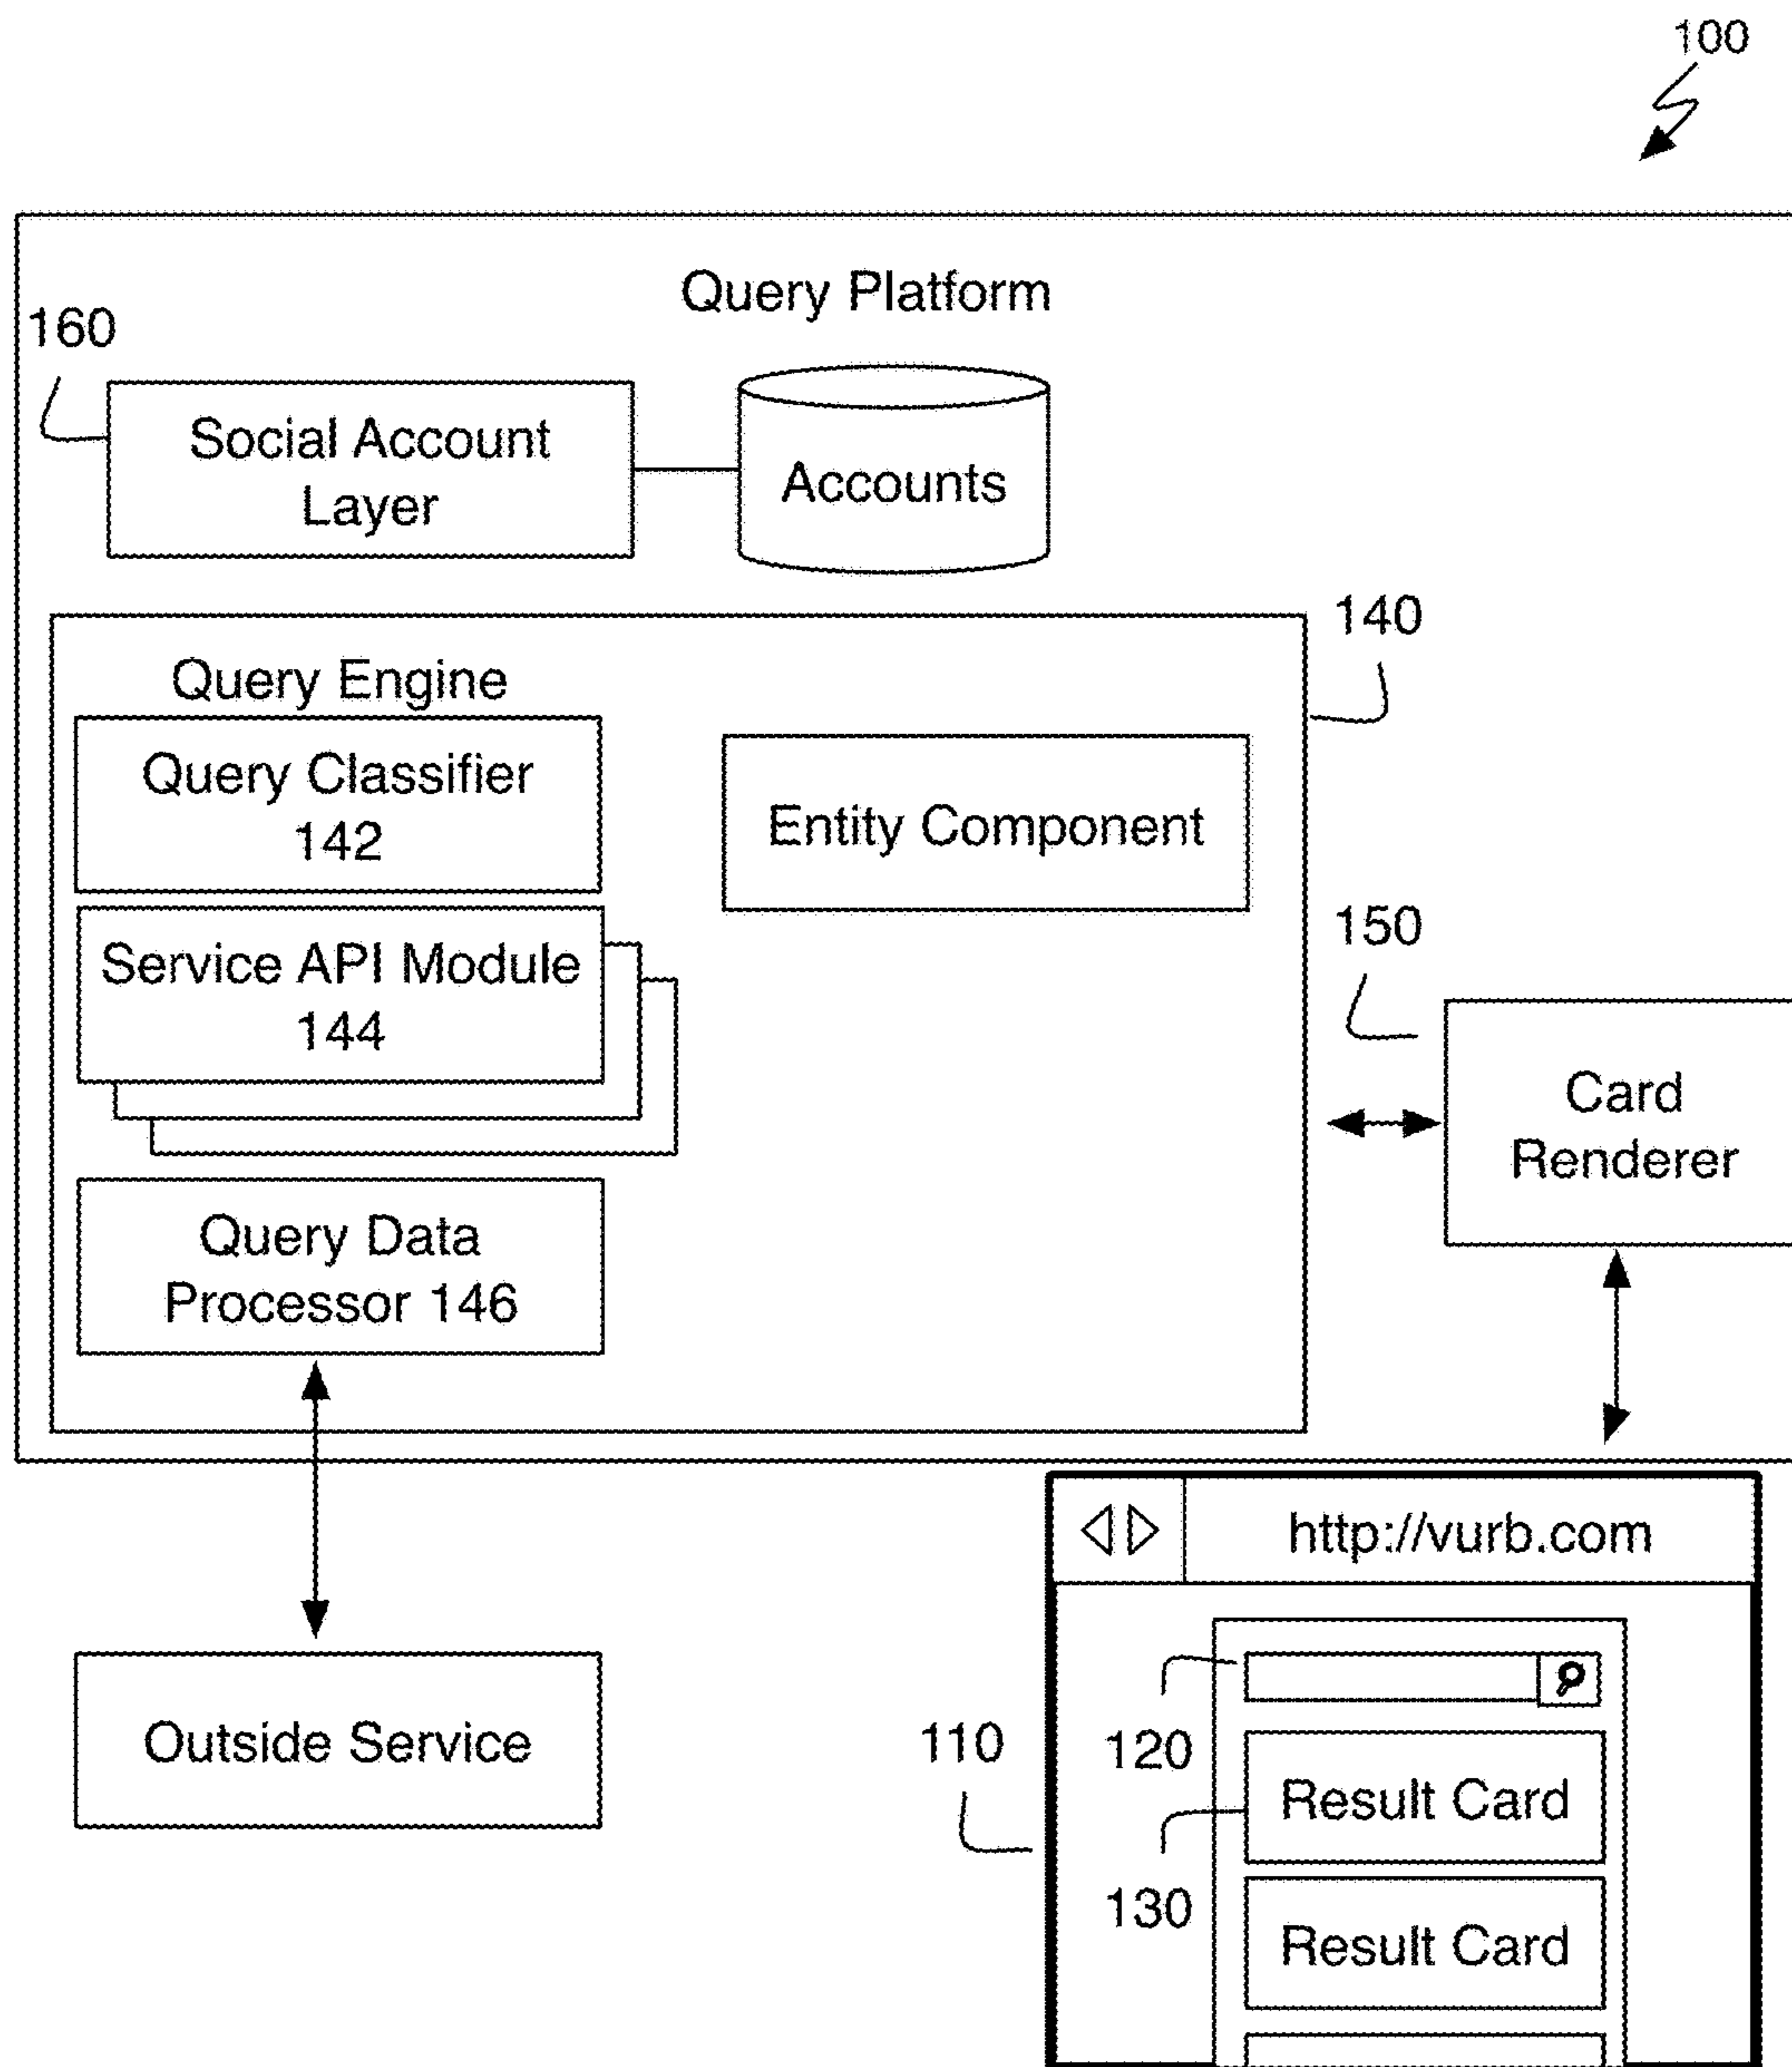 100
Query Platform
160
Social Account
Layer
Accounts
140
Query Engine
Query Classifier
142
Entity Component
150
Service API Module
144
Card
Renderer
Query Data
Processor 146
http://vurb.com
Outside Service
110
120
Result Card
130
Result Card